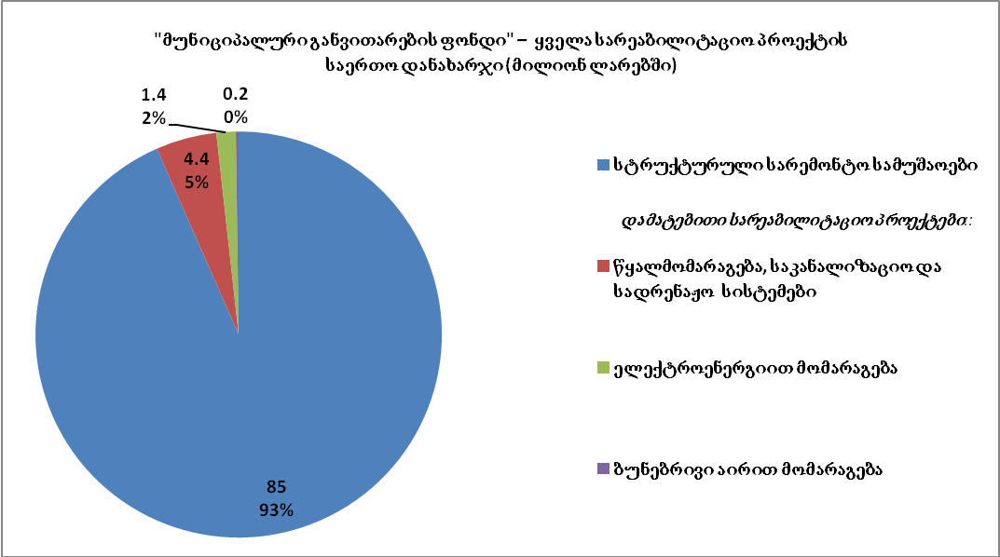 "მუნიციპალური განვითარების ფონდი" – ყველა სარეაბილიტაციო პროექტის
საერთო დანახარჯი (მილიონ ლარებში)
1.4
2%
0.2
0%
4.4
5%
85
93%
სტრუქტურული სარემონტო სამუშაოები
დამატებითი სარეაბილიტაციო პროექტები:
წყალმომარაგება, საკანალიზაციო და
სადრენაჟო სისტემები
ელექტროენერგიით მომარაგება
ბუნებრივი აირით მომარაგება